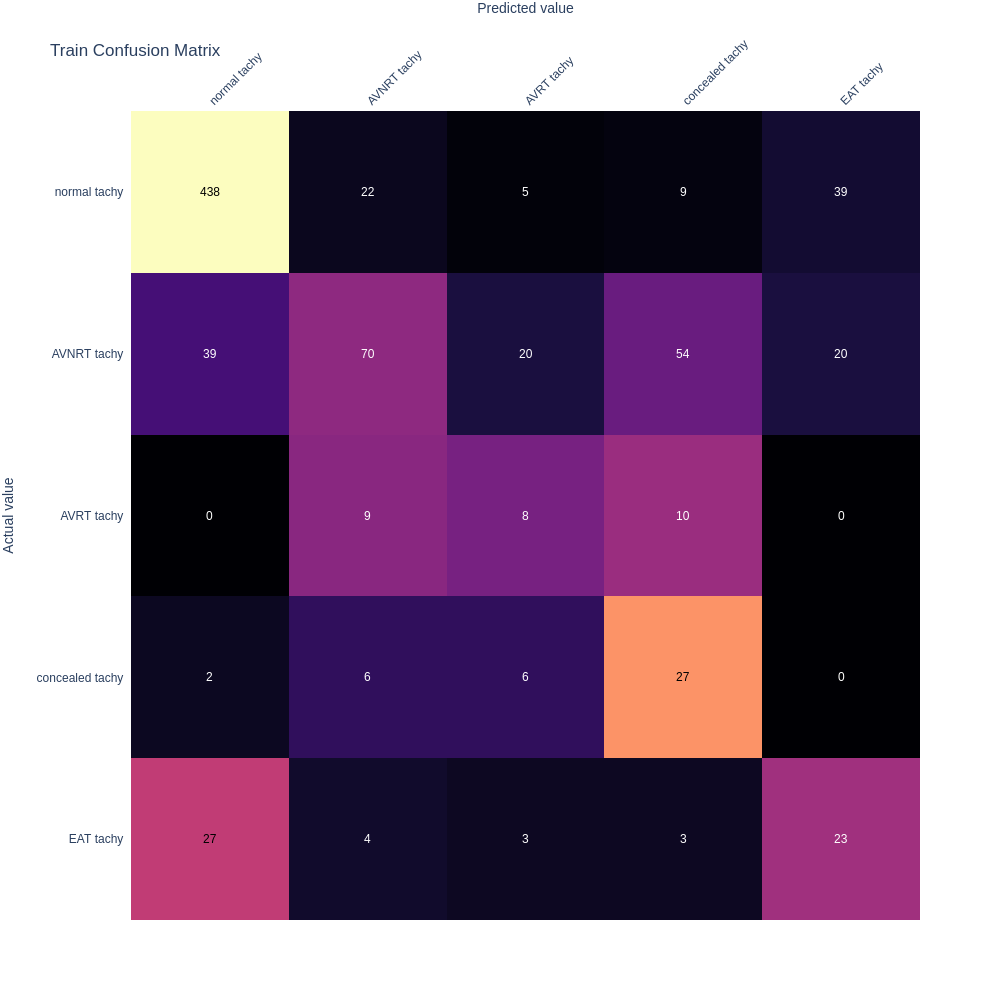 Predicted value
Train Confusion Matrix
normal tachy
AVNRT tachy
AVRT tachy
concealed tachy
EAT tachy
normal tachy 438 22 5 9 39
AVNRT tachy 39 70 20 54 20
AVRT tachy 0 9 8 10 0
concealed tachy 2 6 6 27 0
EAT tachy 27 4 3 3 23
Actual value